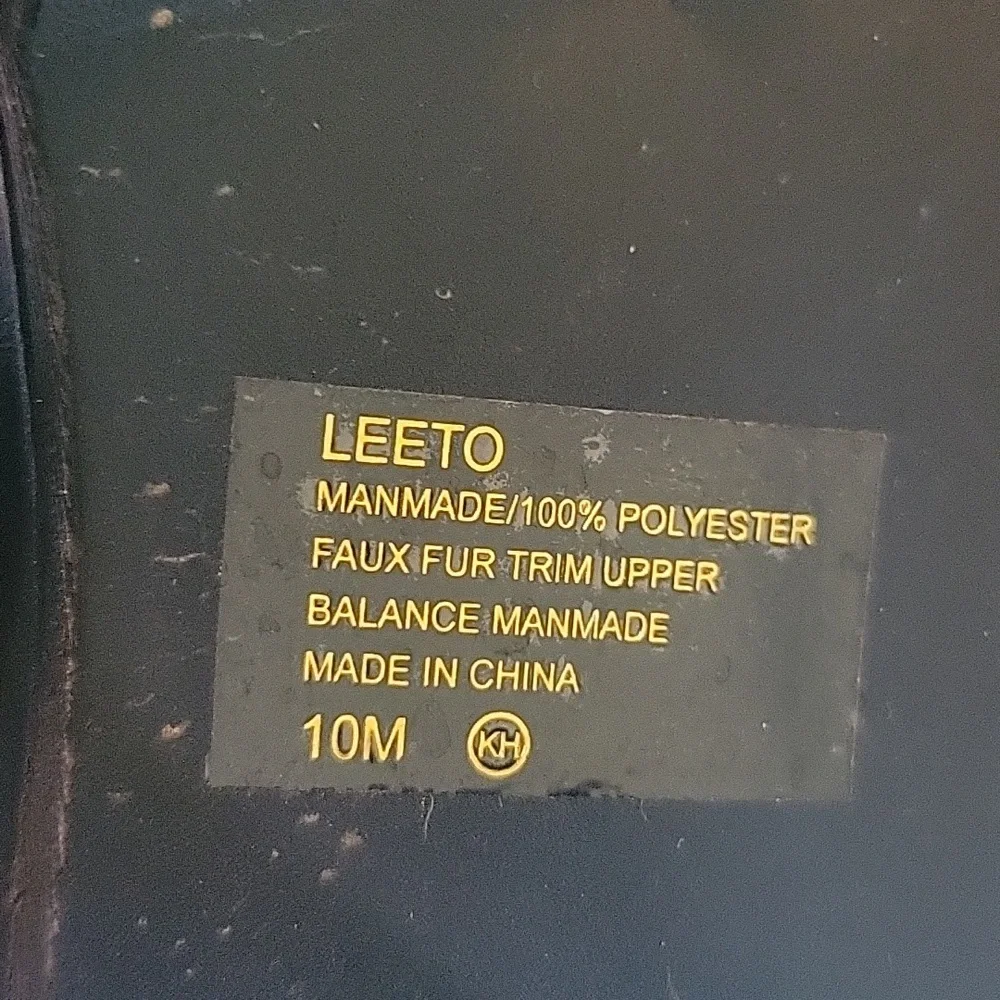 LEETO
MANMADE/100% POLYESTER
FAUX FUR TRIM UPPER
BALANCE MANMADE
MADE IN CHINA
10M KH